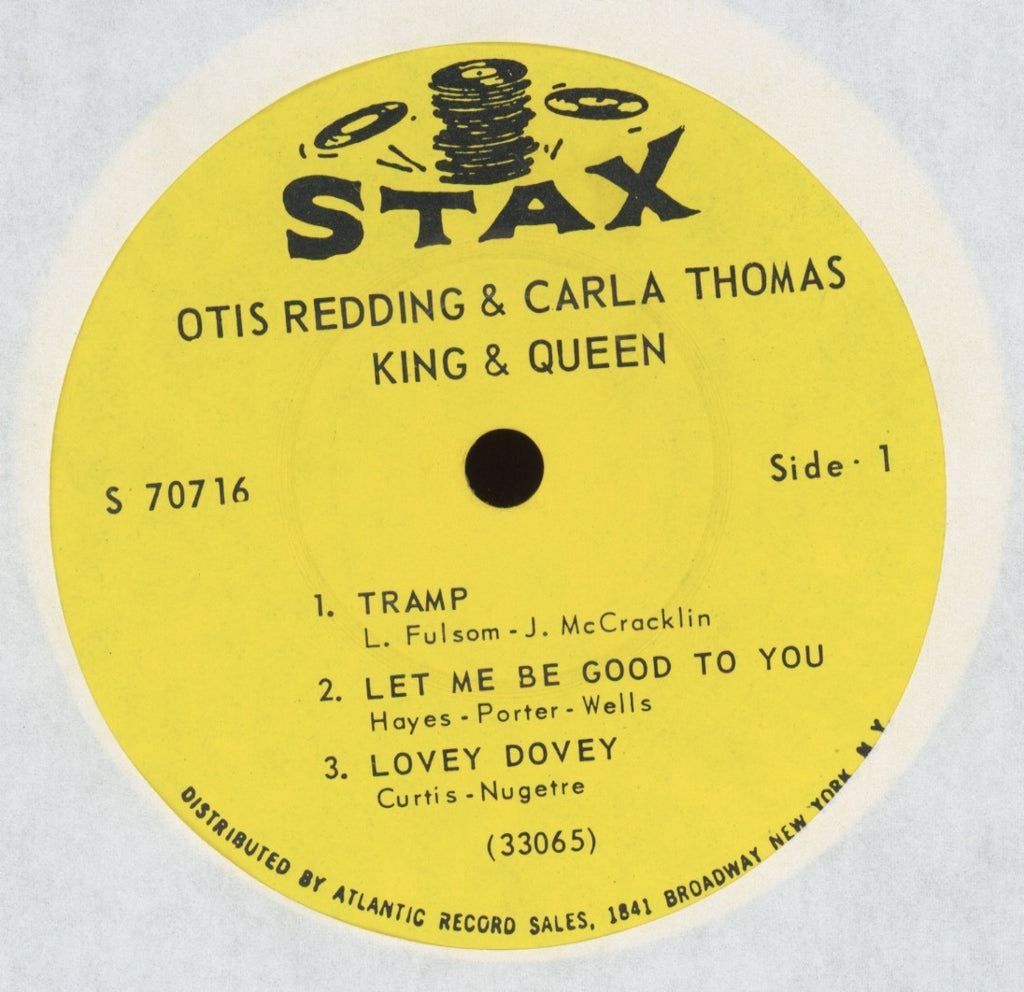 STAX
OTIS REDDING & CARLA THOMAS
KING & QUEEN
S 70716
Side · 1
1. TRAMP
L. Fulsom - J. McCracklin
2. LET ME BE GOOD TO YOU
Hayes - Porter - Wells
3. LOVEY DOVEY
Curtis - Nugetre
(33065)
DISTRIBUTED BY ATLANTIC RECORD SALES, 1841 BROADWAY NEW YORK N.Y.